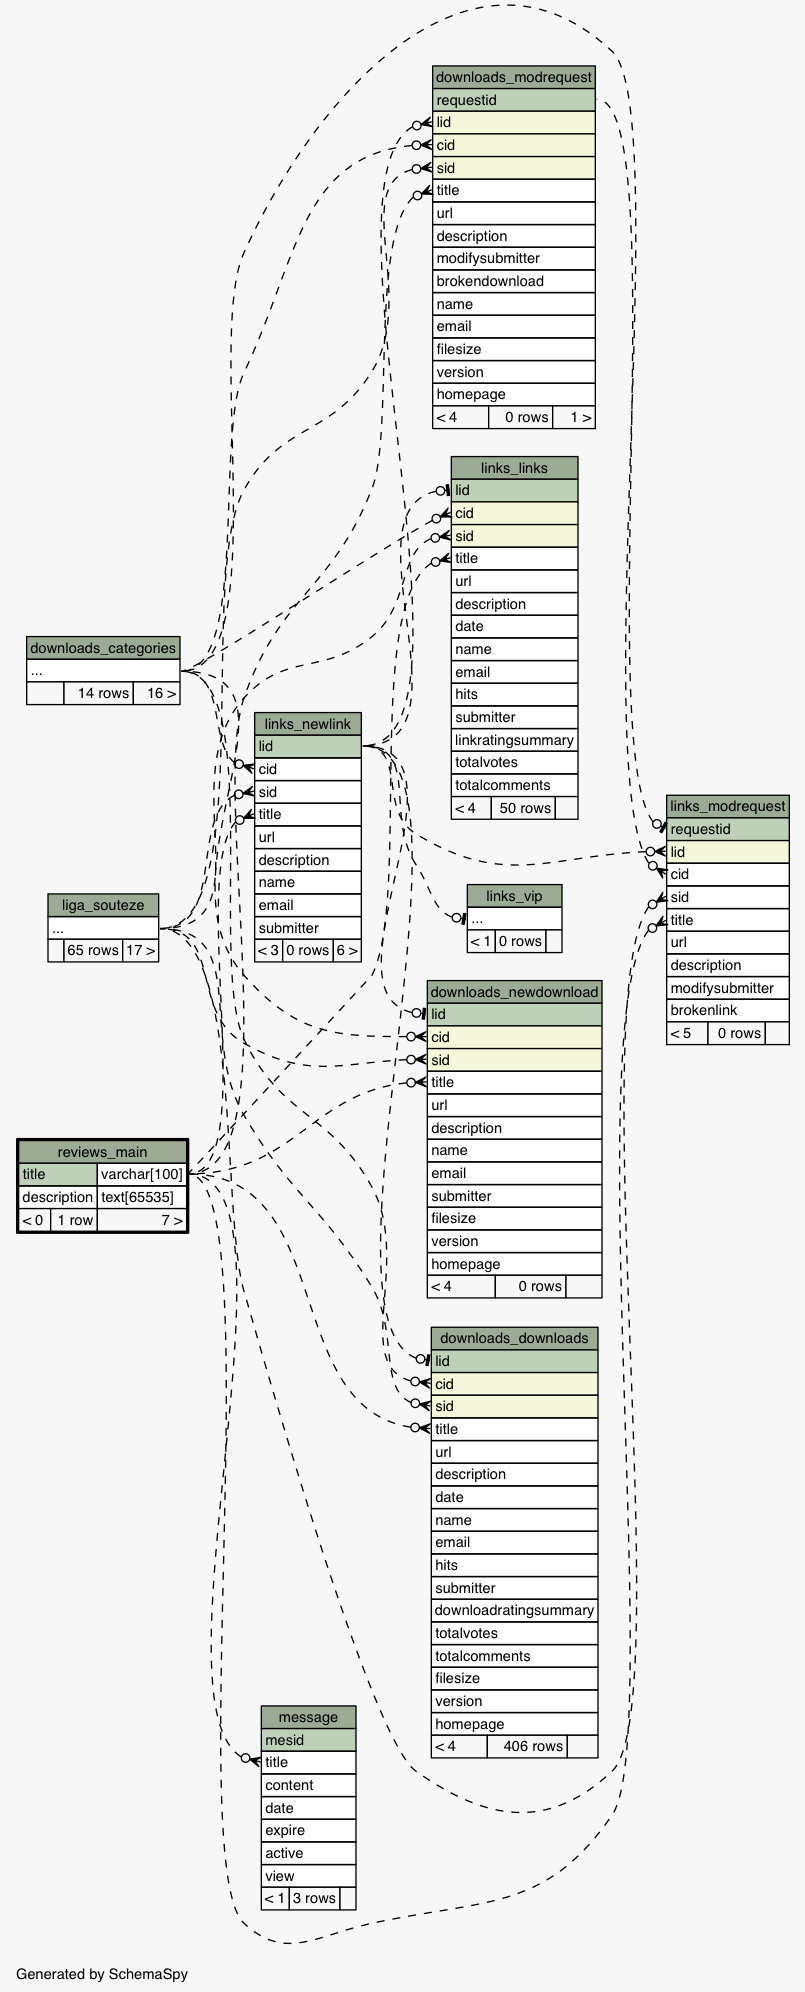 downloads_modrequest
requestid
lid
cid
sid
title
url
description
modifysubmitter
brokendownload
name
email
filesize
version
homepage
< 4 0 rows 1 >
links_links
lid
cid
sid
title
url
description
date
name
email
hits
submitter
linkratingsummary
totalvotes
totalcomments
< 4 50 rows
downloads_categories
...
14 rows 16 >
links_newlink
lid
cid
sid
title
url
description
name
email
submitter
< 3 0 rows 6 >
links_modrequest
requestid
lid
cid
sid
title
url
description
modifysubmitter
brokenlink
< 5 0 rows
liga_souteze
...
65 rows 17 >
links_vip
...
< 1 0 rows
downloads_newdownload
lid
cid
sid
title
url
description
name
email
submitter
filesize
version
homepage
< 4 0 rows
reviews_main
title varchar[100]
description text[65535]
< 0 1 row 7 >
downloads_downloads
lid
cid
sid
title
url
description
date
name
email
hits
submitter
downloadratingsummary
totalvotes
totalcomments
filesize
version
homepage
< 4 406 rows
message
mesid
title
content
date
expire
active
view
< 1 3 rows
Generated by SchemaSpy